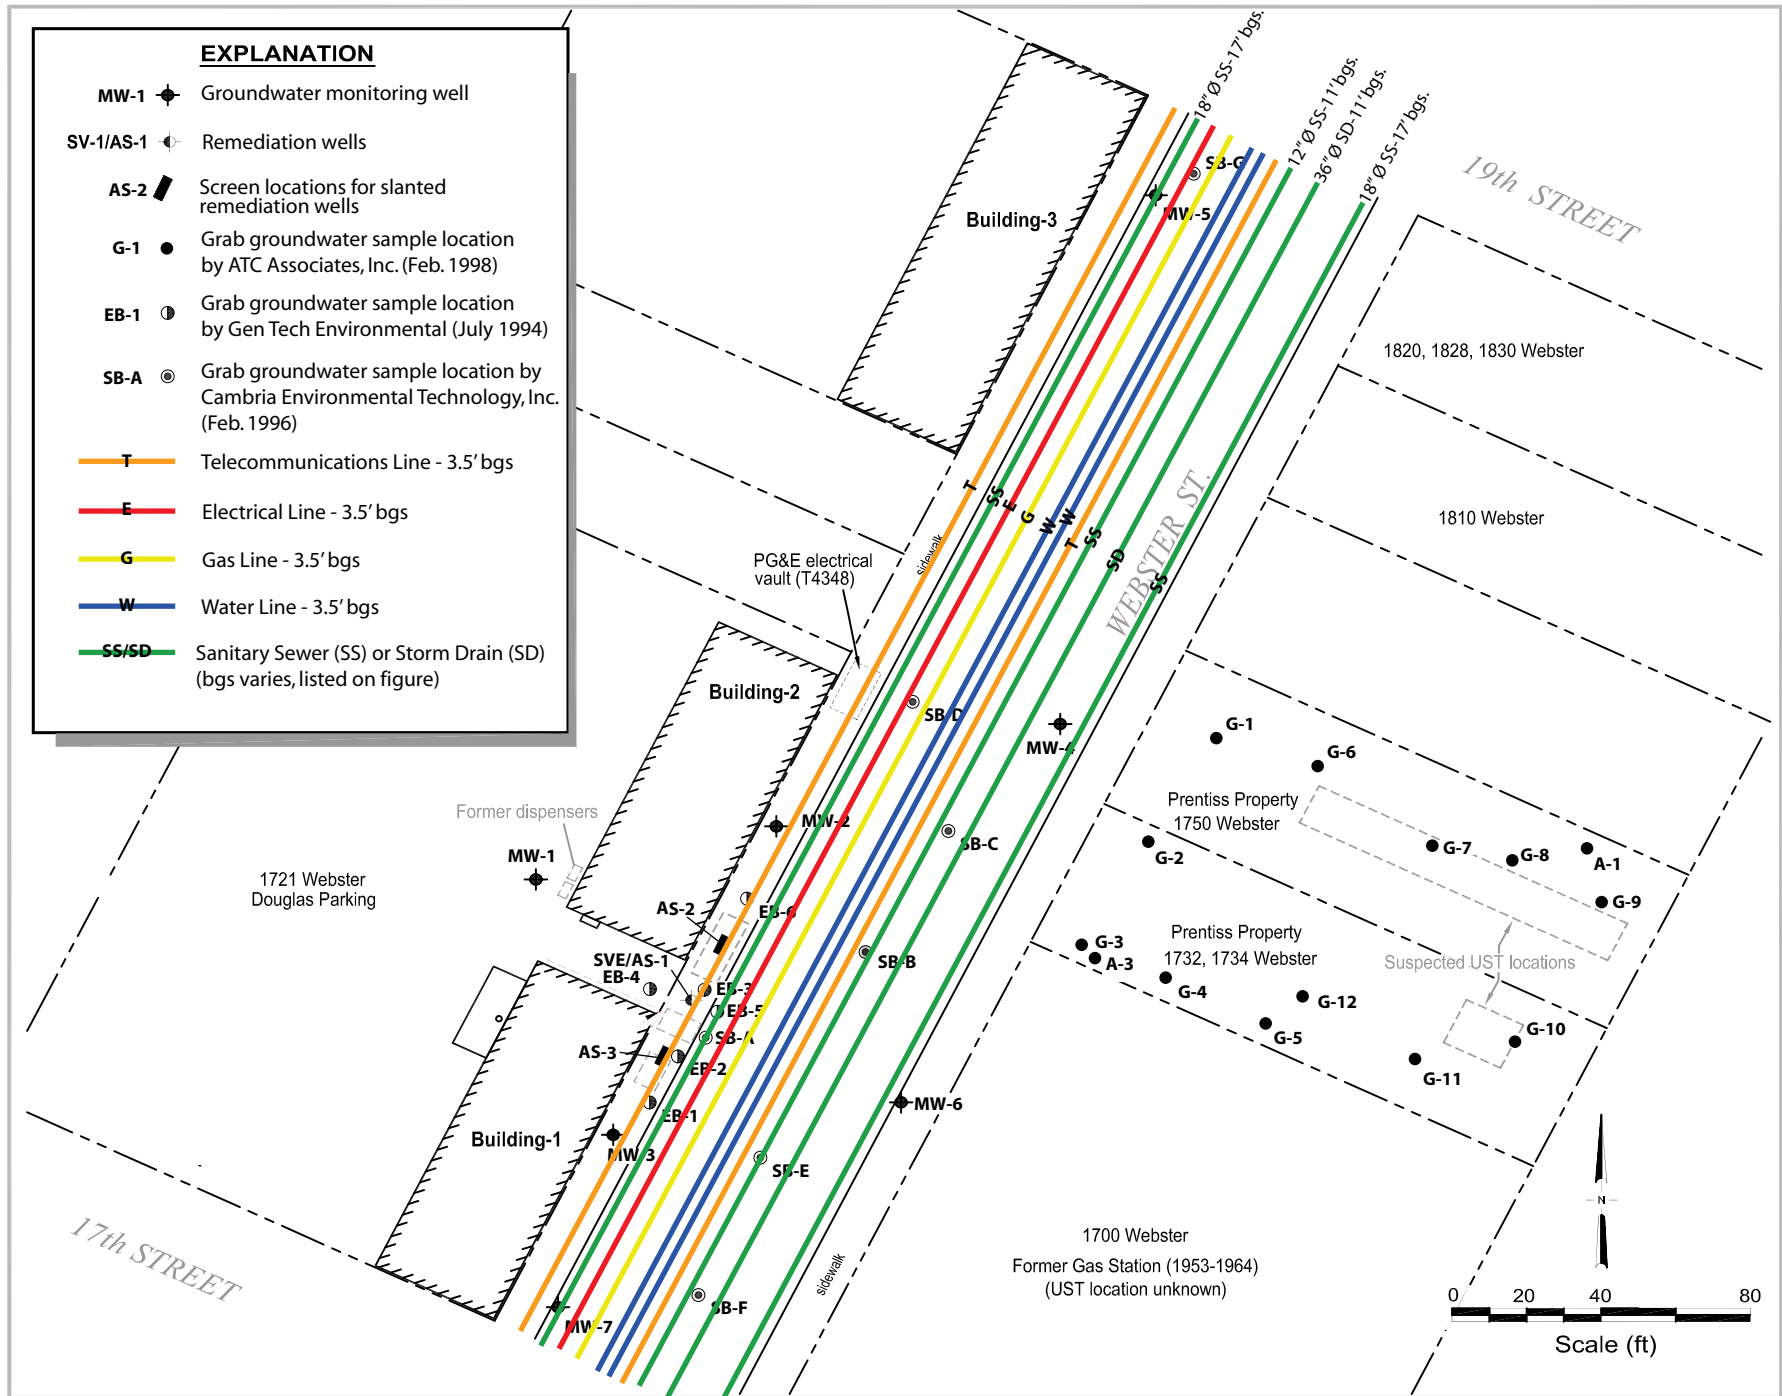 EXPLANATION
MW-1 Groundwater monitoring well
SV-1/AS-1 Remediation wells
AS-2 Screen locations for slanted
remediation wells
G-1 Grab groundwater sample location
by ATC Associates, Inc. (Feb. 1998)
EB-1 Grab groundwater sample location
by Gen Tech Environmental (July 1994)
SB-A Grab groundwater sample location by
Cambria Environmental Technology, Inc.
(Feb. 1996)
T Telecommunications Line - 3.5' bgs
E Electrical Line - 3.5' bgs
G Gas Line - 3.5' bgs
W Water Line - 3.5' bgs
SS/SD Sanitary Sewer (SS) or Storm Drain (SD)
(bgs varies, listed on figure)
18" Ø SS-17' bgs.
12" Ø SS-11' bgs.
36" Ø SD-11' bgs.
18" Ø SS-17' bgs.
19th STREET
SB-G
MW-5
Building-3
1820, 1828, 1830 Webster
1810 Webster
T
SS
E
G
W
W
T
SS
SD
SS
WEBSTER ST.
sidewalk
PG&E electrical
vault (T4348)
Building-2
SB-D
MW-4
G-1
G-6
Prentiss Property
1750 Webster
Former dispensers
MW-1
MW-2
SB-C
G-2
G-7
G-8
A-1
G-9
1721 Webster
Douglas Parking
AS-2
EB-6
SB-B
G-3
A-3
Prentiss Property
1732, 1734 Webster
Suspected UST locations
SVE/AS-1
EB-4
EB-3
EB-5
G-4
G-12
G-5
G-10
G-11
SB-A
AS-3
EB-2
EB-1
MW-6
Building-1
MW-3
SB-E
17th STREET
N
1700 Webster
Former Gas Station (1953-1964)
(UST location unknown)
sidewalk
SB-F
MW-7
0 20 40 80
Scale (ft)